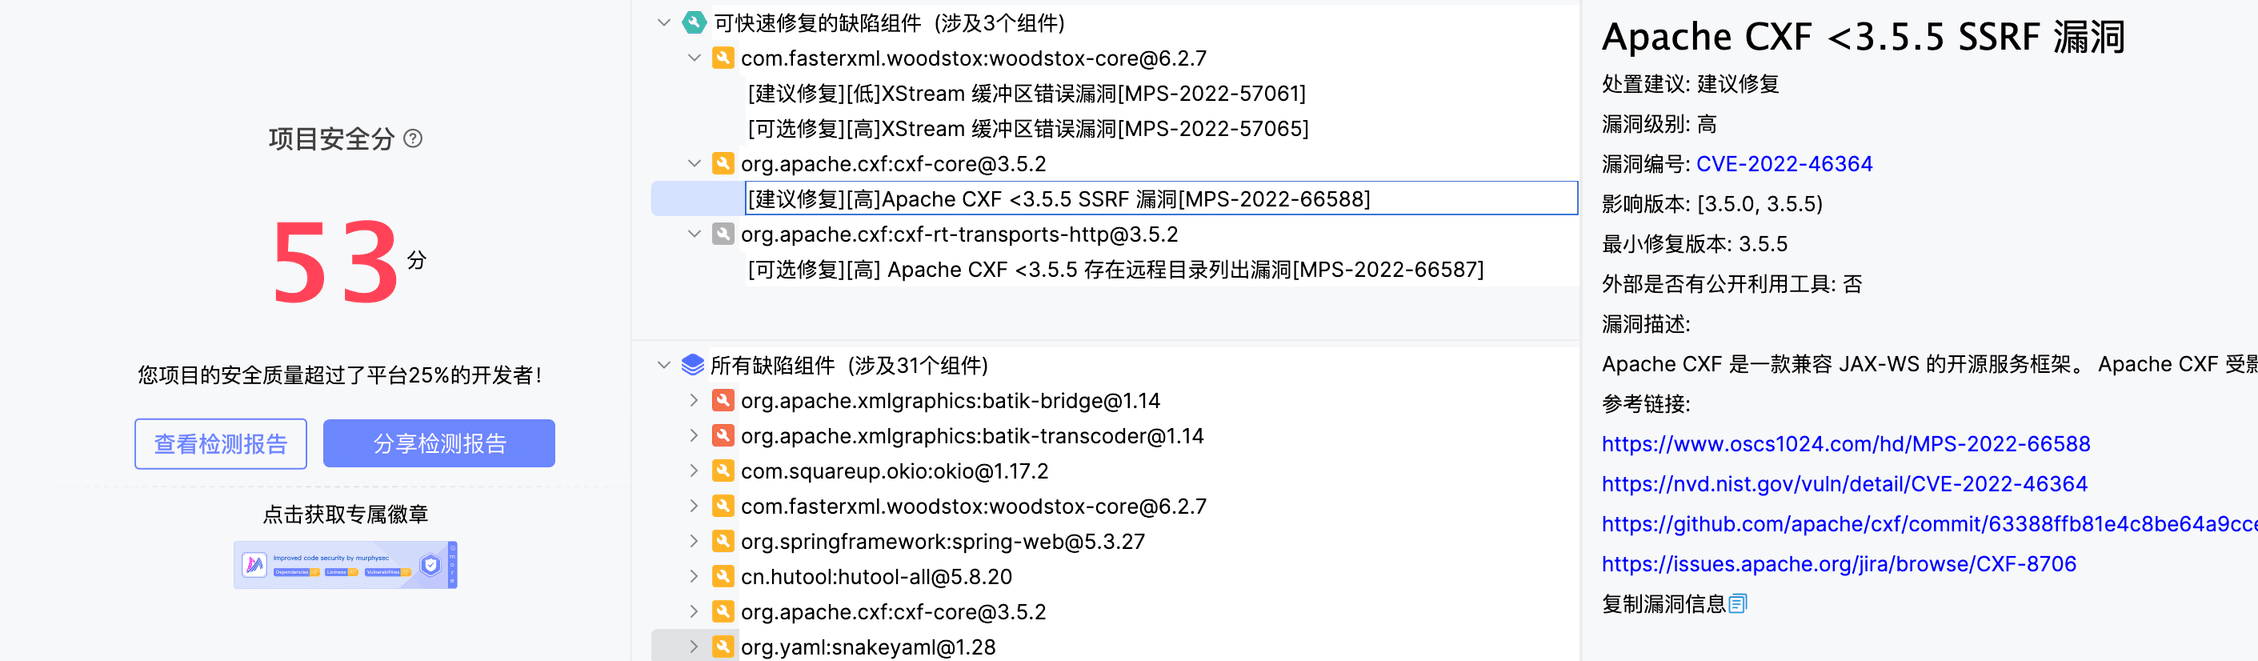 项目安全分
53 分
您项目的安全质量超过了平台25%的开发者!
查看检测报告
分享检测报告
点击获取专属徽章
Improved code security by murphysec
Dependencies
Licenses
Vulnerabilities
可快速修复的缺陷组件 (涉及3个组件)
com.fasterxml.woodstox:woodstox-core@6.2.7
[建议修复][低]XStream 缓冲区错误漏洞[MPS-2022-57061]
[可选修复][高]XStream 缓冲区错误漏洞[MPS-2022-57065]
org.apache.cxf:cxf-core@3.5.2
[建议修复][高]Apache CXF <3.5.5 SSRF 漏洞[MPS-2022-66588]
org.apache.cxf:cxf-rt-transports-http@3.5.2
[可选修复][高] Apache CXF <3.5.5 存在远程目录列出漏洞[MPS-2022-66587]
所有缺陷组件 (涉及31个组件)
org.apache.xmlgraphics:batik-bridge@1.14
org.apache.xmlgraphics:batik-transcoder@1.14
com.squareup.okio:okio@1.17.2
com.fasterxml.woodstox:woodstox-core@6.2.7
org.springframework:spring-web@5.3.27
cn.hutool:hutool-all@5.8.20
org.apache.cxf:cxf-core@3.5.2
org.yaml:snakeyaml@1.28
Apache CXF <3.5.5 SSRF 漏洞
处置建议: 建议修复
漏洞级别: 高
漏洞编号: CVE-2022-46364
影响版本: [3.5.0, 3.5.5)
最小修复版本: 3.5.5
外部是否有公开利用工具: 否
漏洞描述:
Apache CXF 是一款兼容 JAX-WS 的开源服务框架。 Apache CXF 受影
参考链接:
https://www.oscs1024.com/hd/MPS-2022-66588
https://nvd.nist.gov/vuln/detail/CVE-2022-46364
https://github.com/apache/cxf/commit/63388ffb81e4c8be64a9cce
https://issues.apache.org/jira/browse/CXF-8706
复制漏洞信息